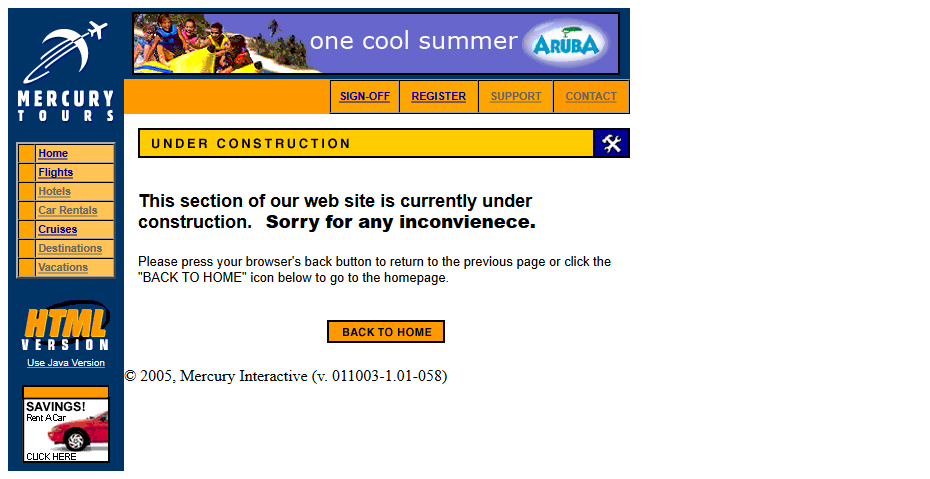 one cool summer ARUBA
MERCURY
TOURS
SIGN-OFF REGISTER SUPPORT CONTACT
UNDER CONSTRUCTION
Home
Flights
Hotels
Car Rentals
Cruises
Destinations
Vacations
This section of our web site is currently under
construction. Sorry for any inconvienece.
Please press your browser's back button to return to the previous page or click the
"BACK TO HOME" icon below to go to the homepage.
BACK TO HOME
HTML
VERSION
Use Java Version
© 2005, Mercury Interactive (v. 011003-1.01-058)
SAVINGS!
Rent A Car
CLICK HERE